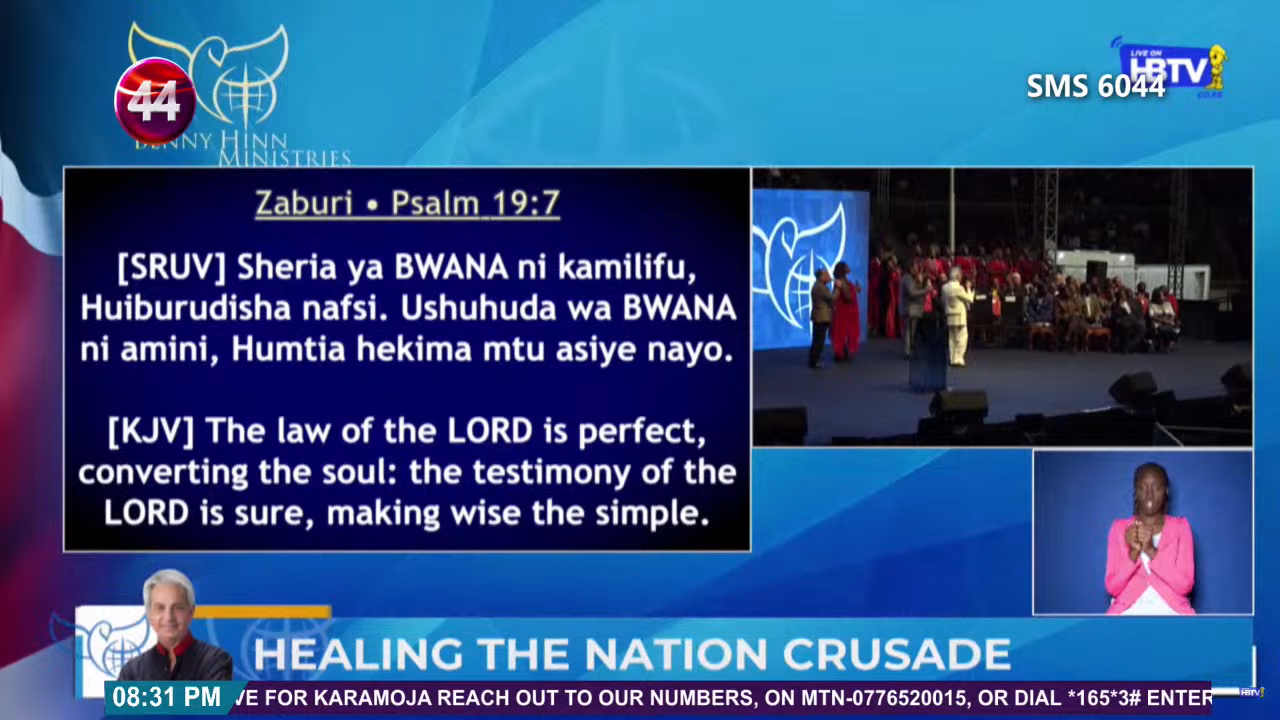 44
BENNY HINN
MINISTRIES
SMS 6044
LIVE ON
HBTV
Zaburi • Psalm 19:7
[SRUV] Sheria ya BWANA ni kamilifu,
Huiburudisha nafsi. Ushuhuda wa BWANA
ni amini, Humtia hekima mtu asiye nayo.
[KJV] The law of the LORD is perfect,
converting the soul: the testimony of the
LORD is sure, making wise the simple.
HEALING THE NATION CRUSADE
08:31 PM
VE FOR KARAMOJA REACH OUT TO OUR NUMBERS, ON MTN-0776520015, OR DIAL *165*3# ENTER
HBTV